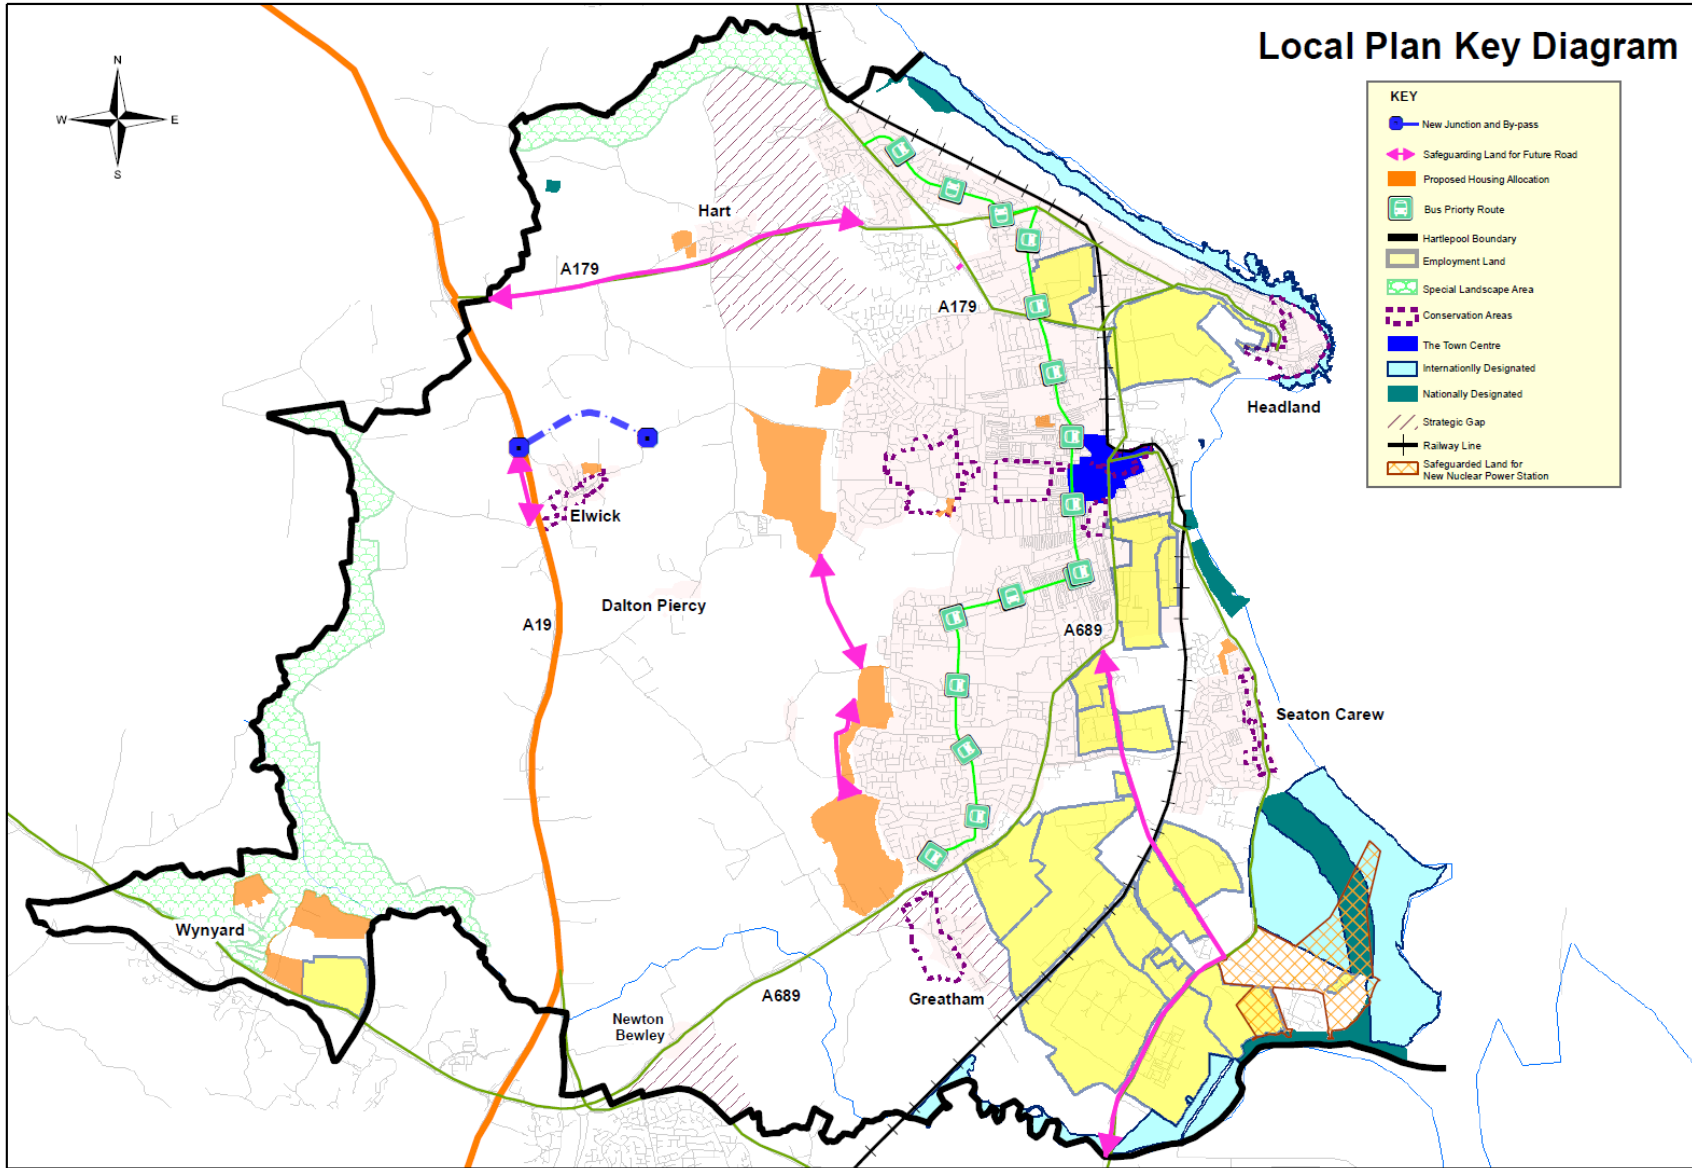 Local Plan Key Diagram
N
W
E
S
KEY
New Junction and By-pass
Safeguarding Land for Future Road
Proposed Housing Allocation
Bus Priorty Route
Hartlepool Boundary
Employment Land
Special Landscape Area
Conservation Areas
The Town Centre
Internationlly Designated
Nationally Designated
Strategic Gap
Railway Line
Safeguarded Land for
New Nuclear Power Station
Hart
A179
A179
Headland
Elwick
Dalton Piercy
A19
A689
Seaton Carew
Wynyard
Greatham
A689
Newton
Bewley